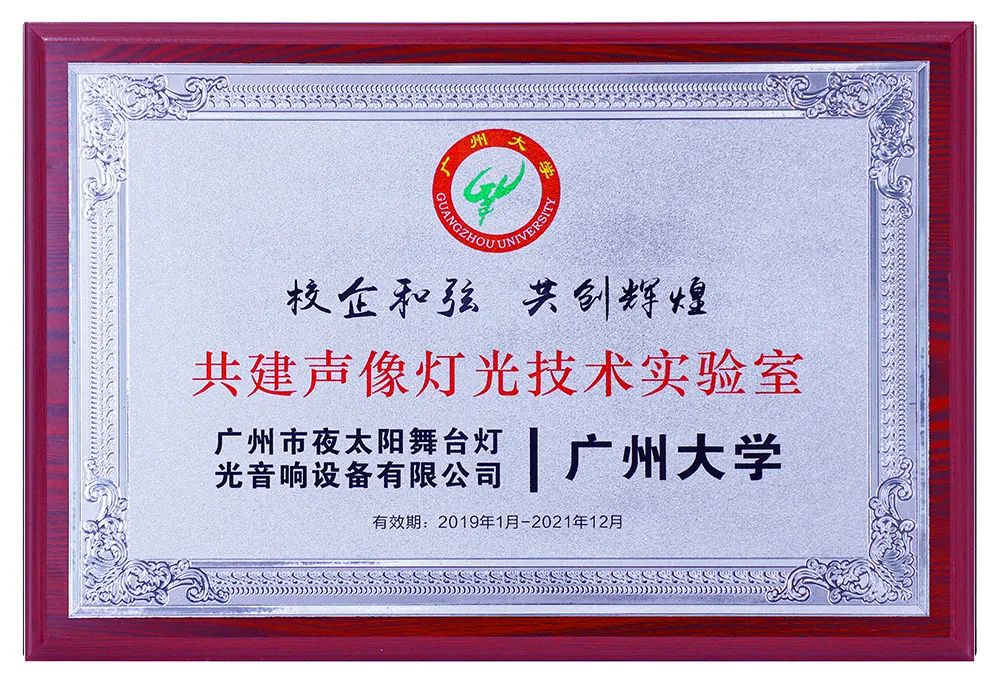 广州大学
GUANGZHOU UNIVERSITY
校企和弦 共创辉煌
共建声像灯光技术实验室
广州市夜太阳舞台灯
光音响设备有限公司
广州大学
有效期：2019年1月-2021年12月